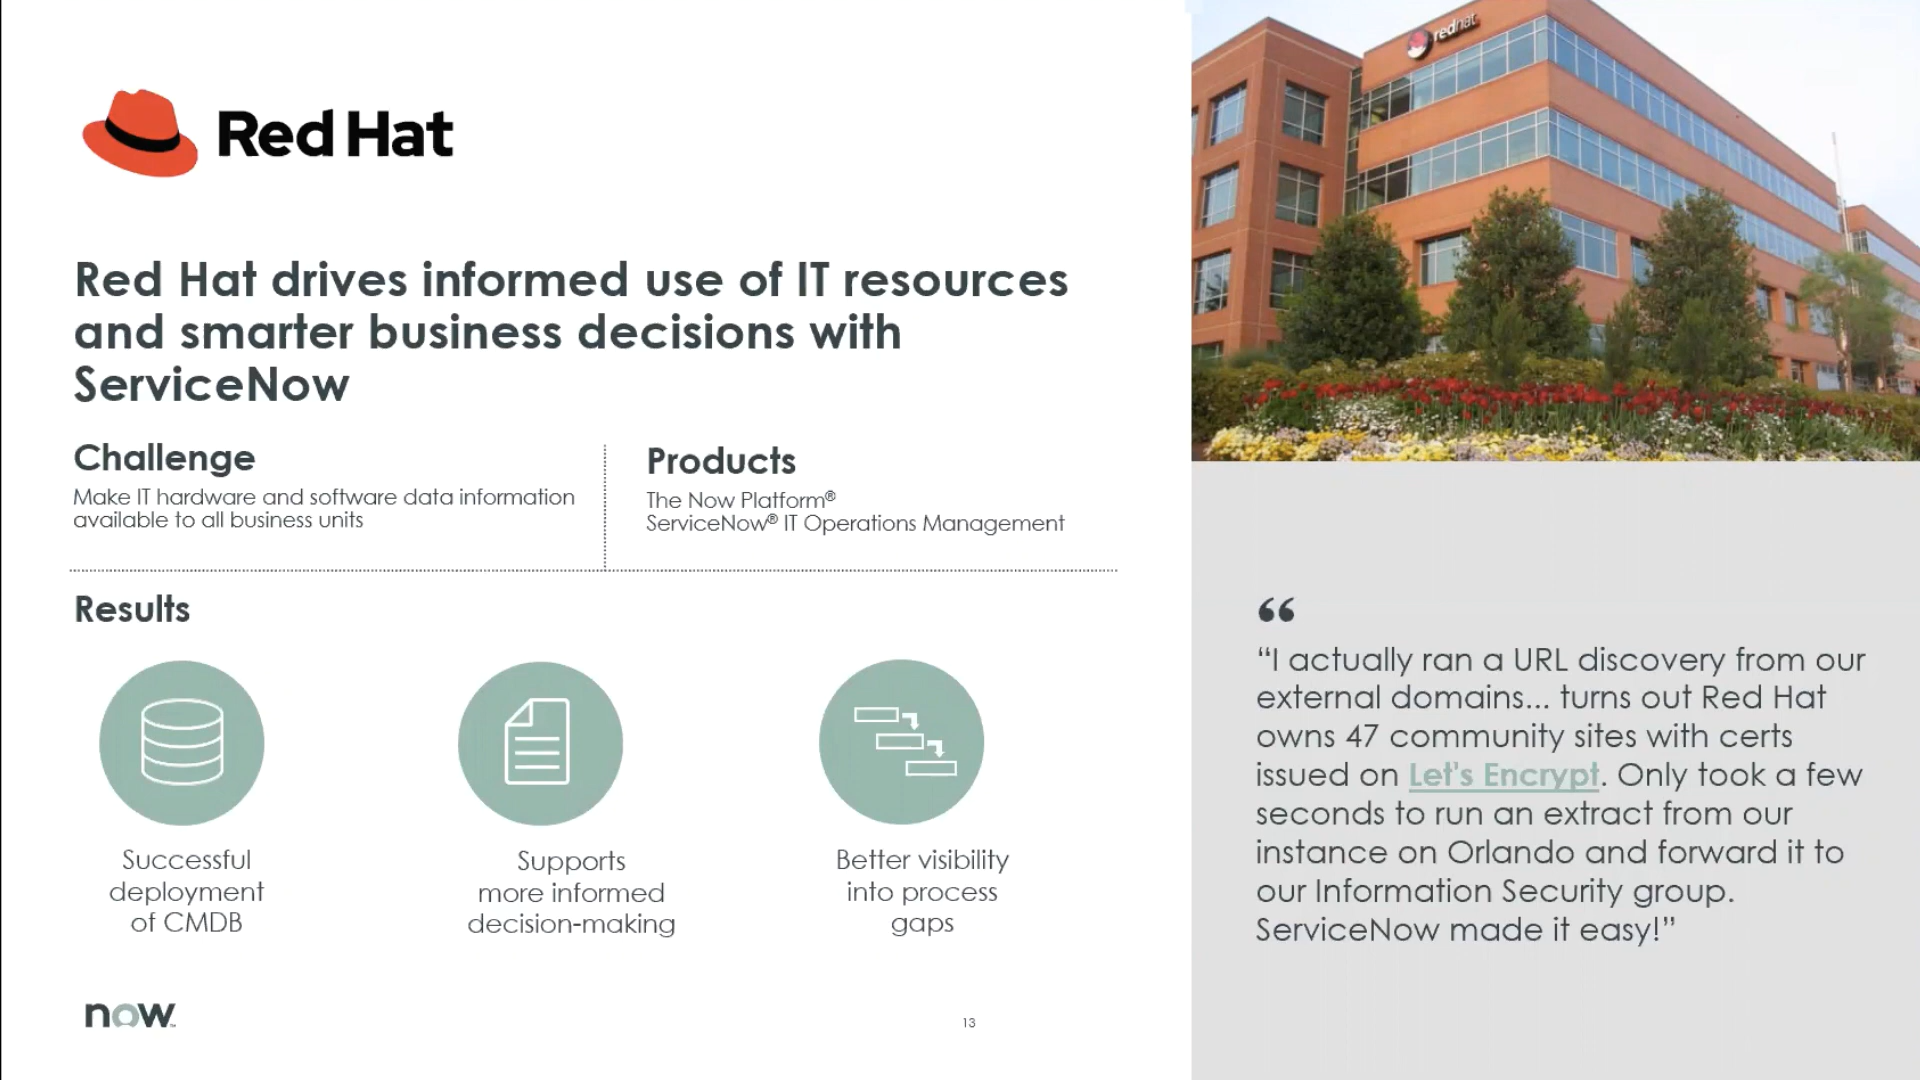 Red Hat
Red Hat drives informed use of IT resources
and smarter business decisions with
ServiceNow
Challenge
Make IT hardware and software data information
available to all business units
Products
The Now Platform®
ServiceNow® IT Operations Management
Results
Successful
deployment
of CMDB
Supports
more informed
decision-making
Better visibility
into process
gaps
now
13
redhat
“
“I actually ran a URL discovery from our
external domains... turns out Red Hat
owns 47 community sites with certs
issued on Let's Encrypt. Only took a few
seconds to run an extract from our
instance on Orlando and forward it to
our Information Security group.
ServiceNow made it easy!”